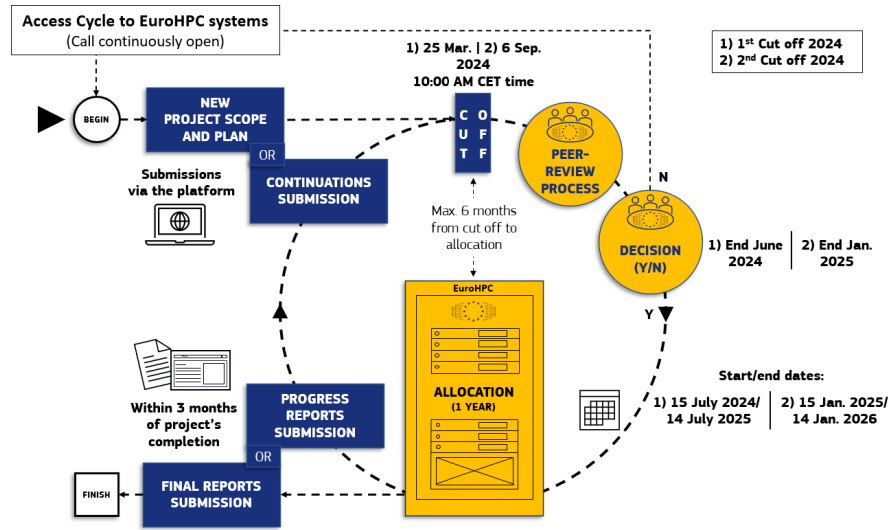 Access Cycle to EuroHPC systems
(Call continuously open)
1) 25 Mar. | 2) 6 Sep.
2024
10:00 AM CET time
1) 1st Cut off 2024
2) 2nd Cut off 2024
BEGIN
NEW
PROJECT SCOPE
AND PLAN
OR
CONTINUATIONS
SUBMISSION
Submissions
via the platform
CUT
OFF
PEER-
REVIEW
PROCESS
N
Max. 6 months
from cut off to
allocation
DECISION
(Y/N)
1) End June
2024
2) End Jan.
2025
Y
EuroHPC
ALLOCATION
(1 YEAR)
Start/end dates:
1) 15 July 2024/
14 July 2025
2) 15 Jan. 2025/
14 Jan. 2026
Within 3 months
of project's
completion
PROGRESS
REPORTS
SUBMISSION
OR
FINAL REPORTS
SUBMISSION
FINISH